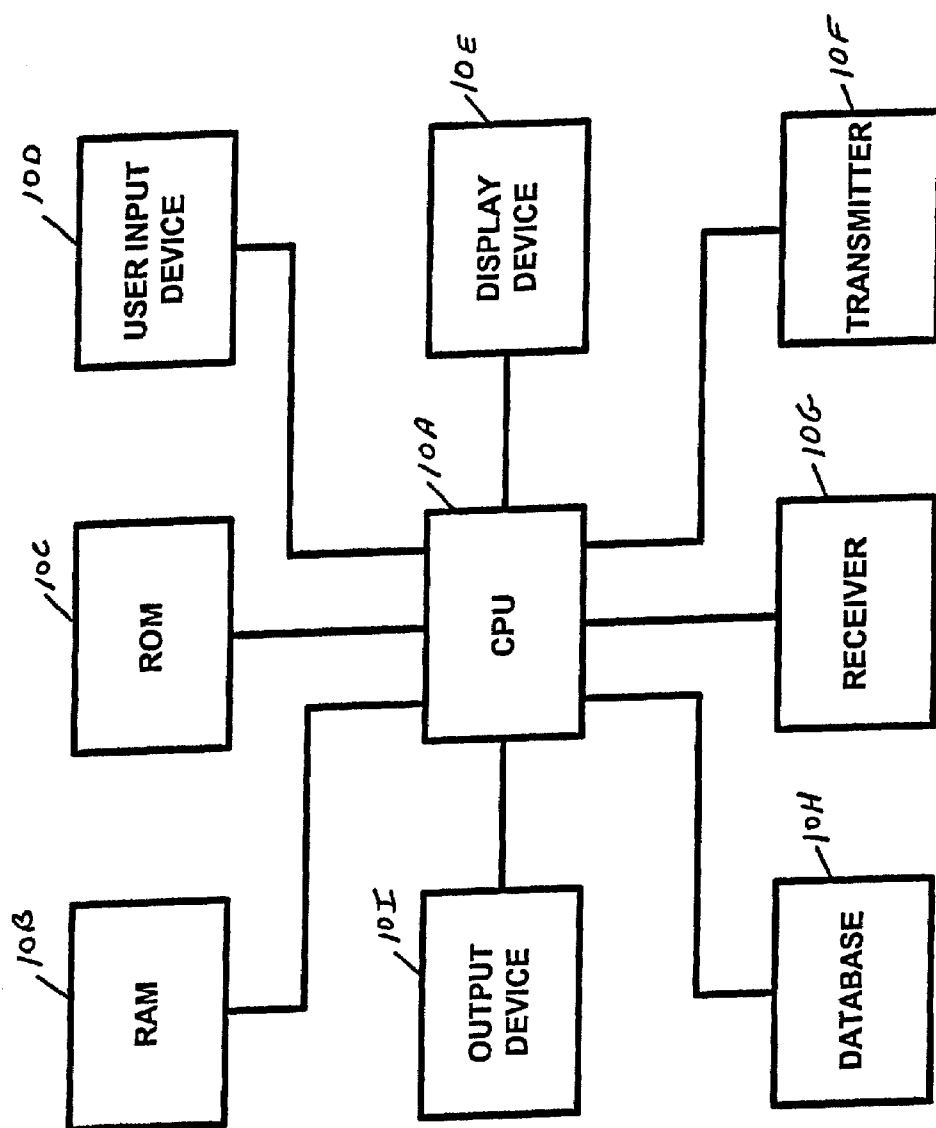 10B
RAM
10C
ROM
10D
USER INPUT
DEVICE
10I
OUTPUT
DEVICE
10A
CPU
10E
DISPLAY
DEVICE
10H
DATABASE
10G
RECEIVER
10F
TRANSMITTER